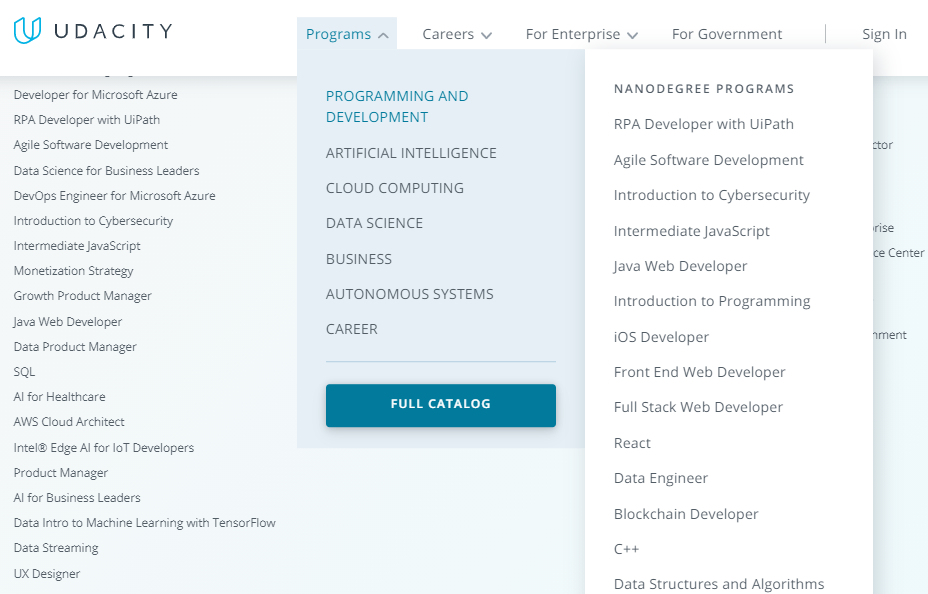 UDACITY
Programs
Careers
For Enterprise
For Government
Sign In
Developer for Microsoft Azure
RPA Developer with UiPath
Agile Software Development
Data Science for Business Leaders
DevOps Engineer for Microsoft Azure
Introduction to Cybersecurity
Intermediate JavaScript
Monetization Strategy
Growth Product Manager
Java Web Developer
Data Product Manager
SQL
AI for Healthcare
AWS Cloud Architect
Intel® Edge AI for IoT Developers
Product Manager
AI for Business Leaders
Data Intro to Machine Learning with TensorFlow
Data Streaming
UX Designer
PROGRAMMING AND
DEVELOPMENT
ARTIFICIAL INTELLIGENCE
CLOUD COMPUTING
DATA SCIENCE
BUSINESS
AUTONOMOUS SYSTEMS
CAREER
FULL CATALOG
NANODEGREE PROGRAMS
RPA Developer with UiPath
Agile Software Development
Introduction to Cybersecurity
Intermediate JavaScript
Java Web Developer
Introduction to Programming
iOS Developer
Front End Web Developer
Full Stack Web Developer
React
Data Engineer
Blockchain Developer
C++
Data Structures and Algorithms
Center